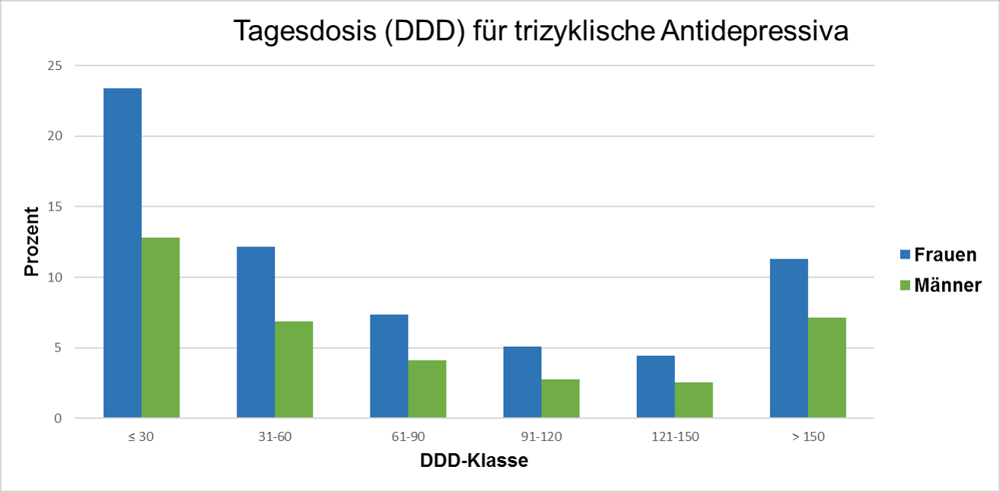 Tagesdosis (DDD) für trizyklische Antidepressiva
25
20
15
10
5
0
Prozent
≤ 30 31-60 61-90 91-120 121-150 > 150
DDD-Klasse
Frauen
Männer